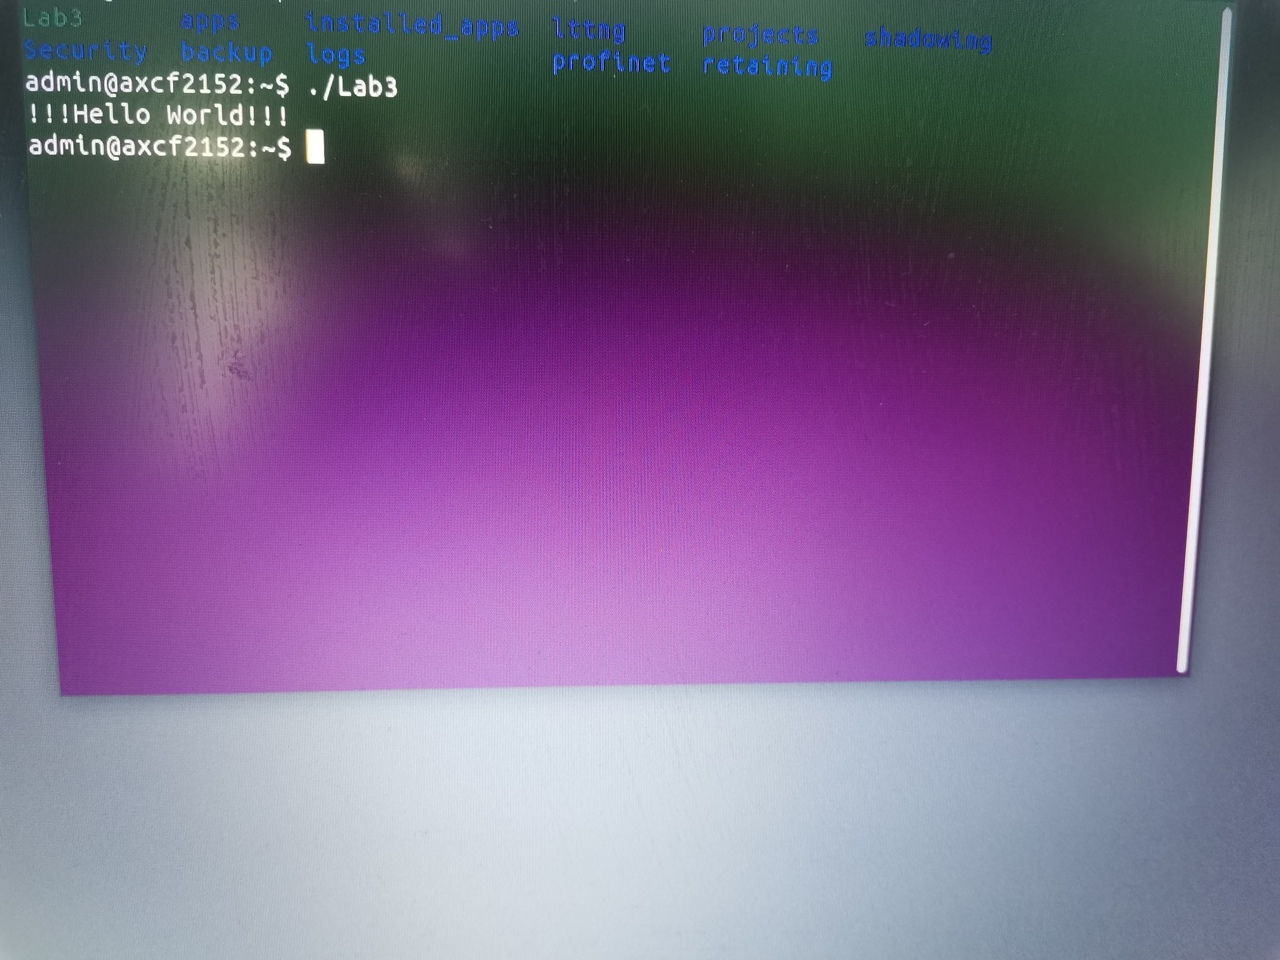 Lab3 apps installed_apps lttng projects shadowing
Security backup logs profinet retaining
admin@axcf2152:~$ ./Lab3
!!!Hello World!!!
admin@axcf2152:~$